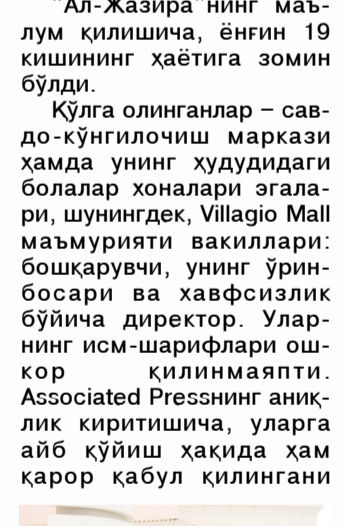 "Ал-Жазира"нинг маъ-
лум қилишича, ёнғин 19
кишининг ҳаётига зомин
бўлди.
Қўлга олинганлар – сав-
до-кўнгилочиш маркази
ҳамда унинг ҳудудидаги
болалар хоналари эгала-
ри, шунингдек, Villagio Mall
маъмурияти вакиллари:
бошқарувчи, унинг ўрин-
босари ва хавфсизлик
бўйича директор. Улар-
нинг исм-шарифлари ош-
кор қилинмаяпти.
Associated Pressнинг аниқ-
лик киритишича, уларга
айб қўйиш ҳақида ҳам
қарор қабул қилингани